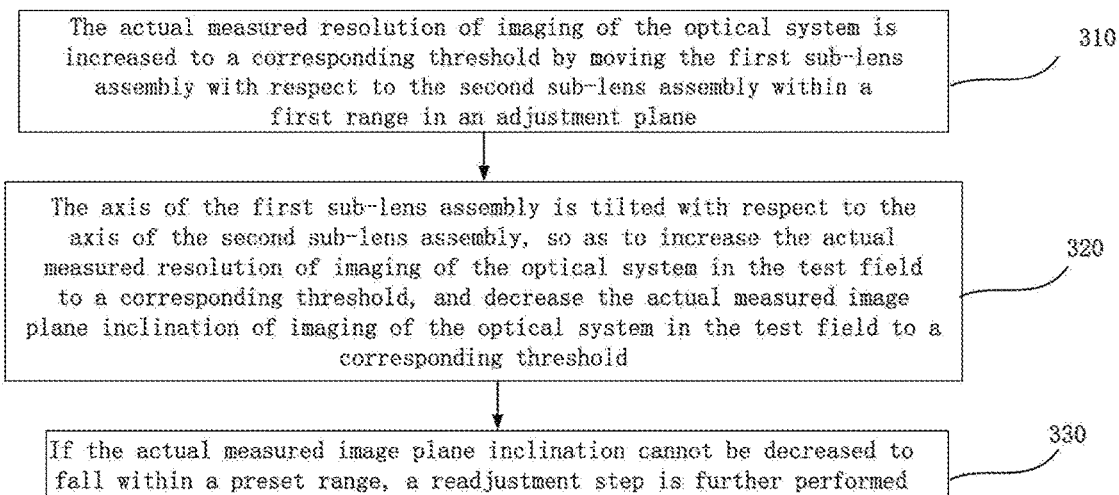 The actual measured resolution of imaging of the optical system is
increased to a corresponding threshold by moving the first sub-lens
assembly with respect to the second sub-lens assembly within a
first range in an adjustment plane
310
The axis of the first sub-lens assembly is tilted with respect to the
axis of the second sub-lens assembly, so as to increase the actual
measured resolution of imaging of the optical system in the test field
to a corresponding threshold, and decrease the actual measured image
plane inclination of imaging of the optical system in the test field to a
corresponding threshold
320
If the actual measured image plane inclination cannot be decreased to
fall within a preset range, a readjustment step is further performed
330